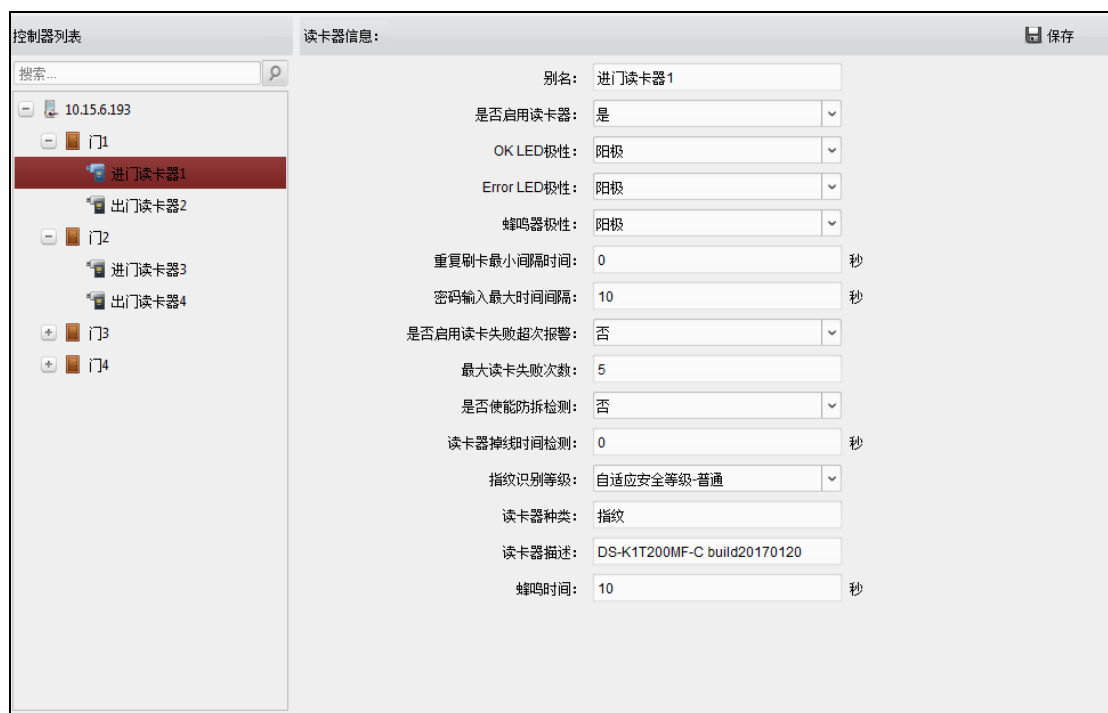 控制器列表
搜索...
10.15.6.193
门1
进门读卡器1
出门读卡器2
门2
进门读卡器3
出门读卡器4
门3
门4
读卡器信息：
保存
别名： 进门读卡器1
是否启用读卡器： 是
OK LED极性： 阳极
Error LED极性： 阳极
蜂鸣器极性： 阳极
重复刷卡最小间隔时间： 0 秒
密码输入最大时间间隔： 10 秒
是否启用读卡失败超次报警： 否
最大读卡失败次数： 5
是否使能防拆检测： 否
读卡器掉线时间检测： 0 秒
指纹识别等级： 自适应安全等级-普通
读卡器种类： 指纹
读卡器描述： DS-K1T200MF-C build20170120
蜂鸣时间： 10 秒